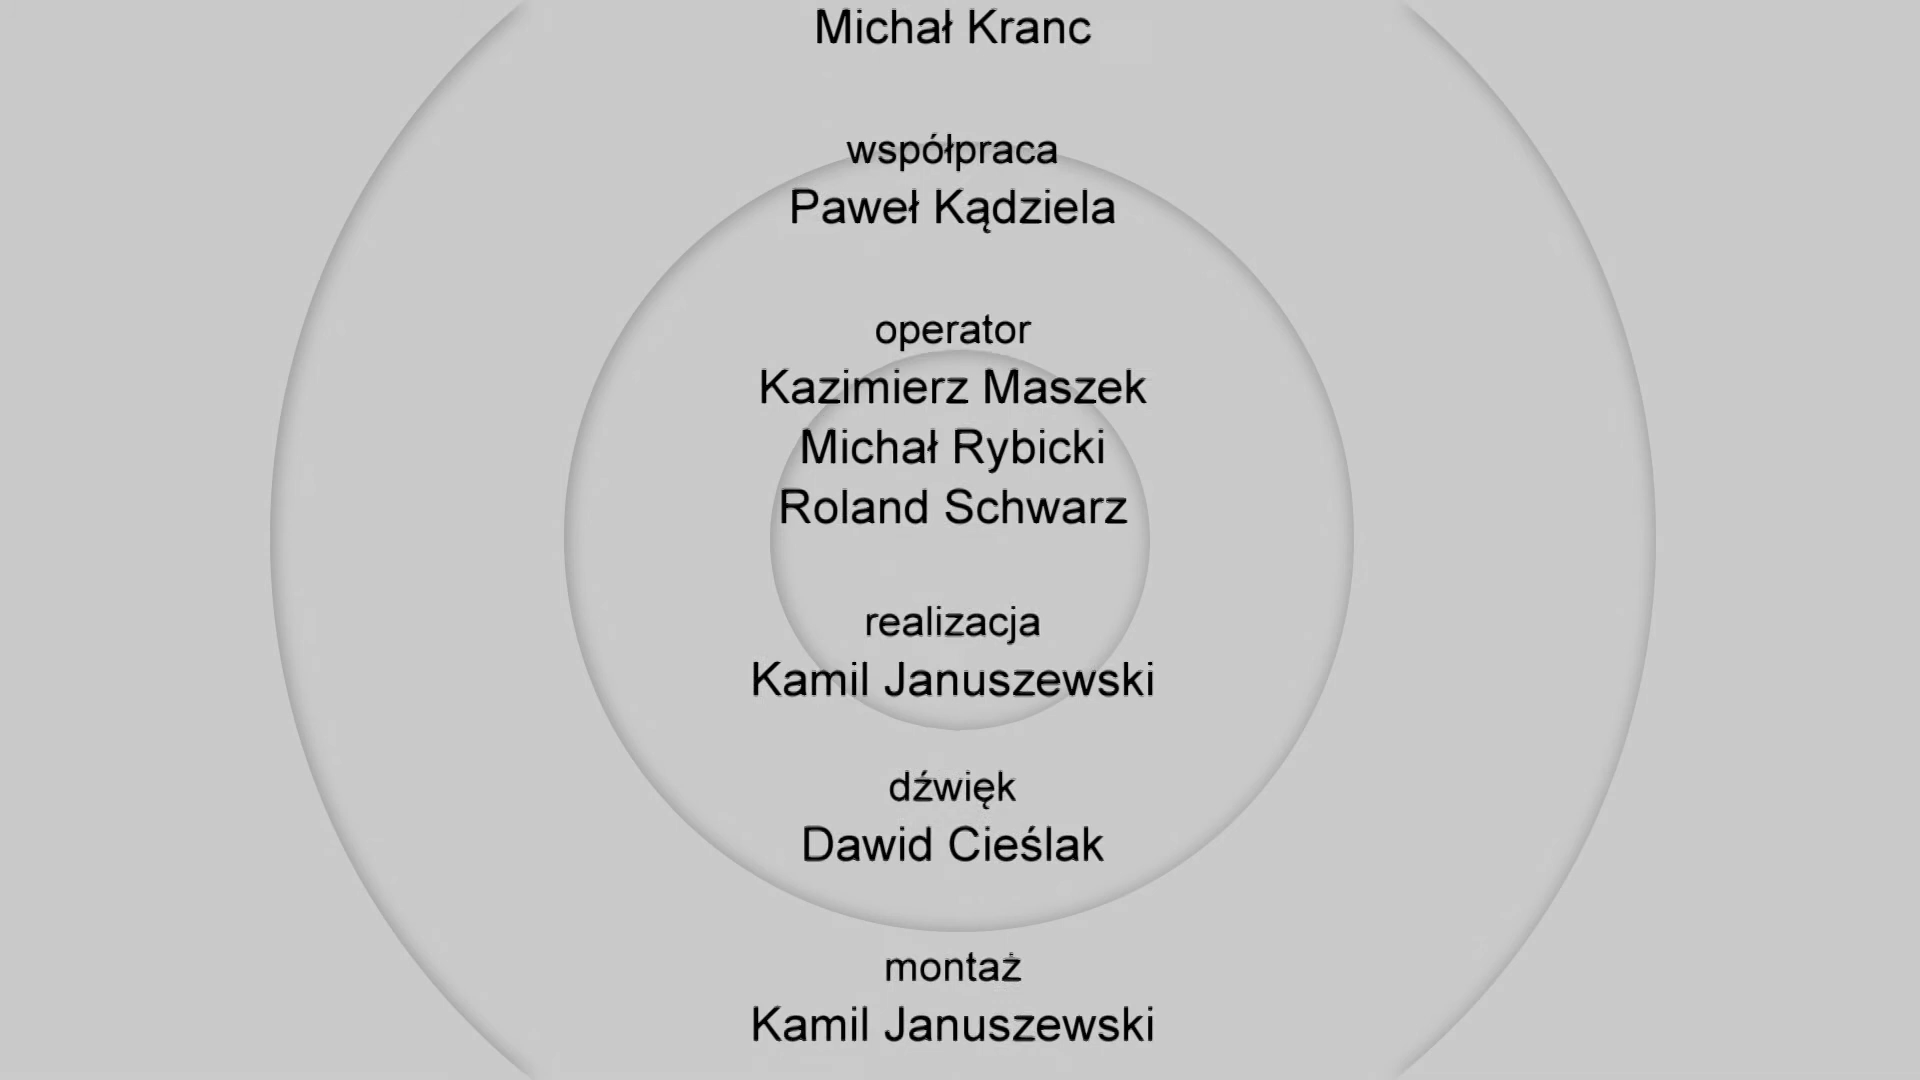 Michał Kranc
współpraca
Paweł Kądziela
operator
Kazimierz Maszek
Michał Rybicki
Roland Schwarz
realizacja
Kamil Januszewski
dźwięk
Dawid Cieślak
montaż
Kamil Januszewski